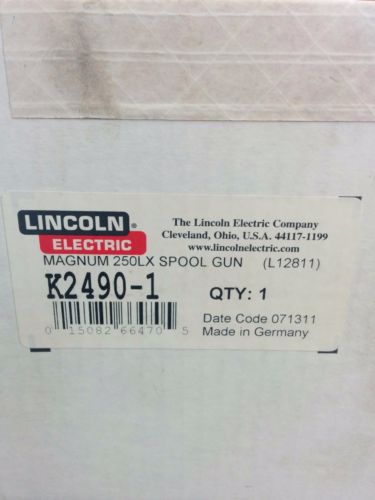 LINCOLN
ELECTRIC
The Lincoln Electric Company
Cleveland, Ohio, U.S.A. 44117-1199
www.lincolnelectric.com
MAGNUM 250LX SPOOL GUN (L12811)
K2490-1 QTY: 1
0 15082 66470 5
Date Code 071311
Made in Germany